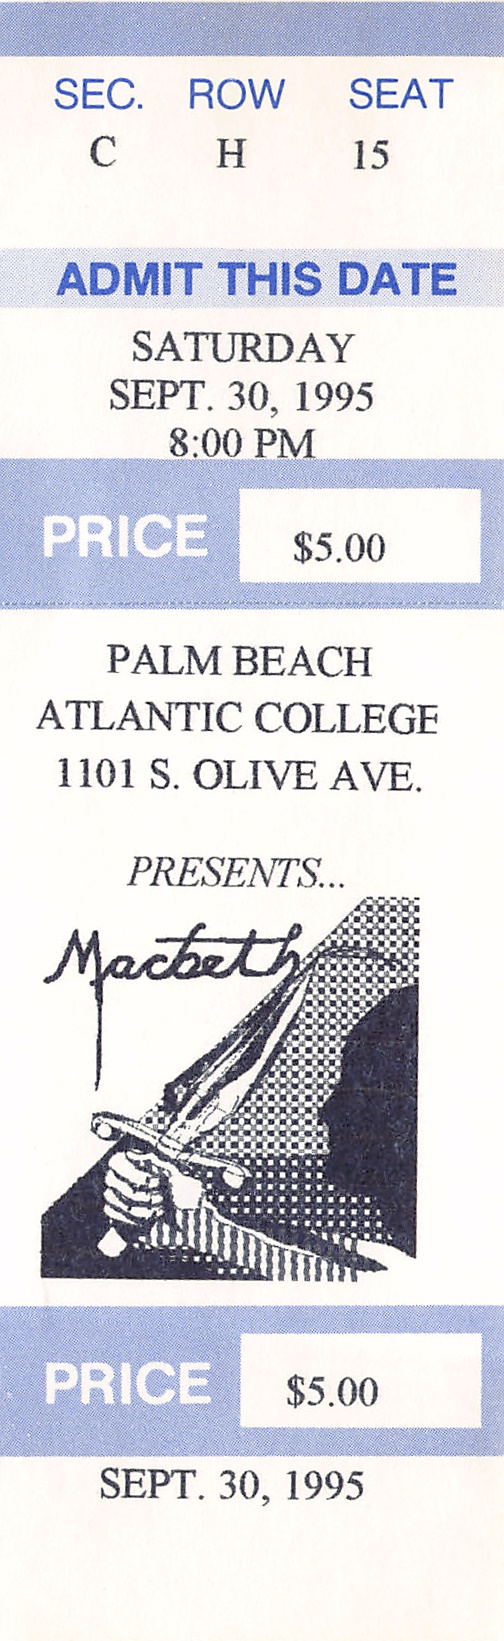 SEC. ROW SEAT
C H 15
ADMIT THIS DATE
SATURDAY
SEPT. 30, 1995
8:00 PM
PRICE $5.00
PALM BEACH
ATLANTIC COLLEGE
1101 S. OLIVE AVE.
PRESENTS...
Macbeth
PRICE $5.00
SEPT. 30, 1995